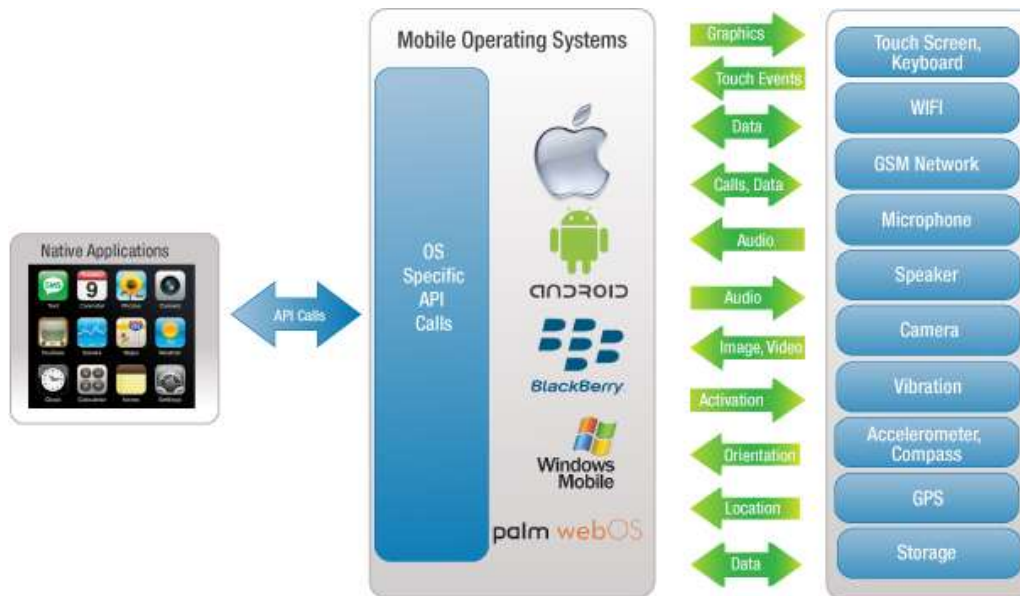 Mobile Operating Systems
Native Applications
9
API Calls
OS
Specific
API
Calls
ANDROID
BlackBerry
Windows
Mobile
palm webOS
Graphics
Touch Events
Data
Calls, Data
Audio
Audio
Image, Video
Activation
Orientation
Location
Data
Touch Screen,
Keyboard
WIFI
GSM Network
Microphone
Speaker
Camera
Vibration
Accelerometer,
Compass
GPS
Storage